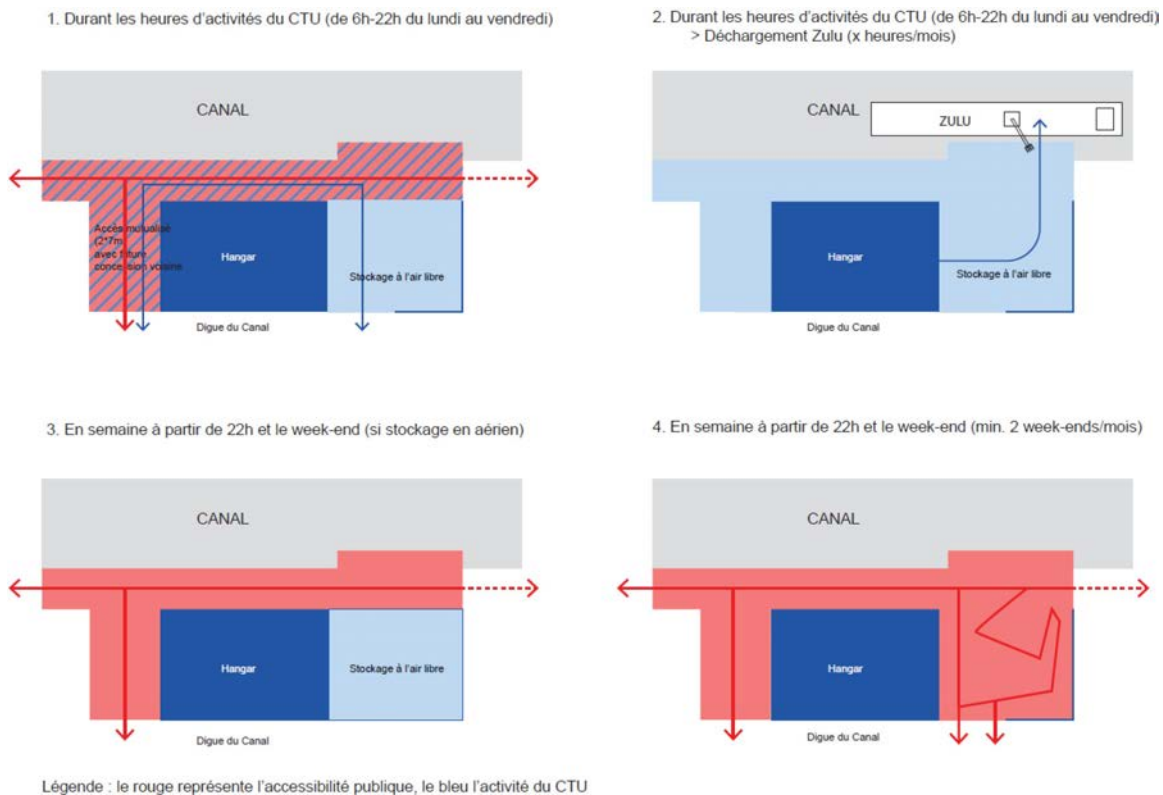 1. Durant les heures d'activités du CTU (de 6h-22h du lundi au vendredi)
CANAL
Accès mutualisé
(2*7m)
avec future
concession voisine
Hangar
Stockage à l'air libre
Digue du Canal
2. Durant les heures d'activités du CTU (de 6h-22h du lundi au vendredi)
> Déchargement Zulu (x heures/mois)
CANAL
ZULU
Hangar
Stockage à l'air libre
Digue du Canal
3. En semaine à partir de 22h et le week-end (si stockage en aérien)
CANAL
Hangar
Stockage à l'air libre
Digue du Canal
4. En semaine à partir de 22h et le week-end (min. 2 week-ends/mois)
CANAL
Hangar
Digue du Canal
Légende : le rouge représente l'accessibilité publique, le bleu l'activité du CTU